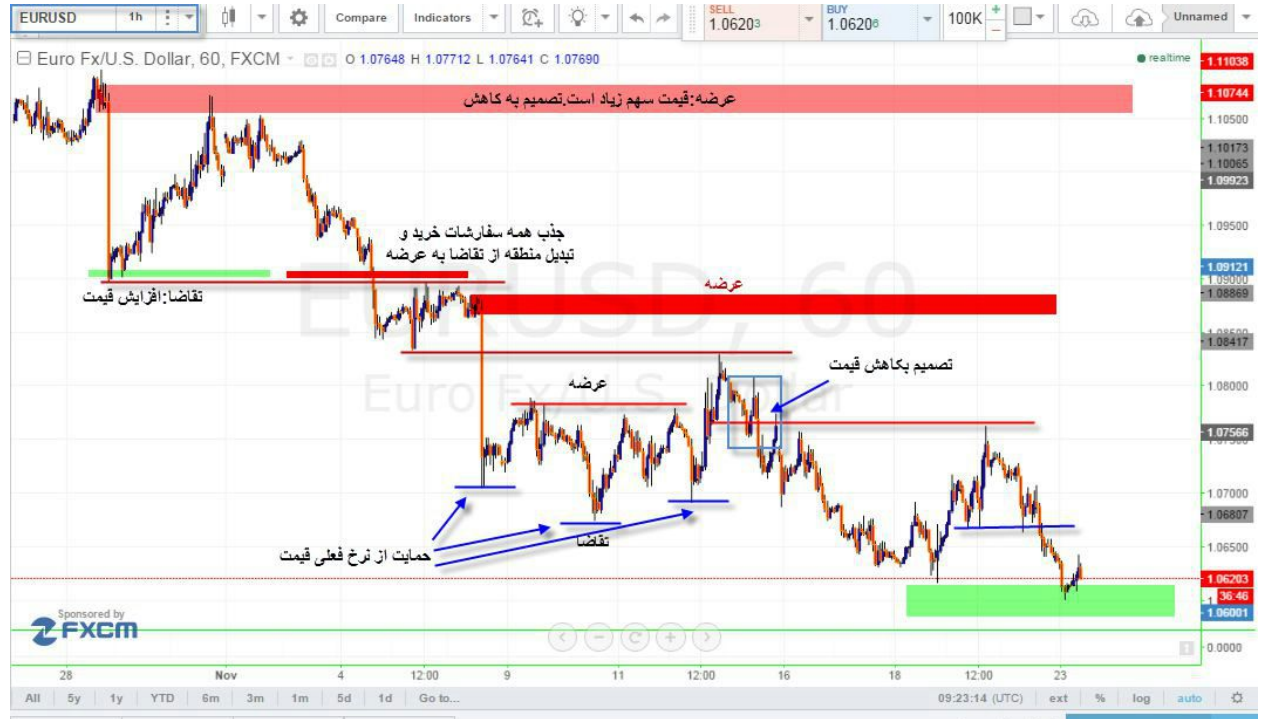 EURUSD 1h Compare Indicators SELL 1.06203 BUY 1.06206 100K Unnamed
Euro Fx/U.S. Dollar, 60, FXCM O 1.07648 H 1.07712 L 1.07641 C 1.07690 realtime
1.11038
عرضه:قیمت سهم زیاد است.تصمیم به کاهش
1.10744
1.10500
1.10173
1.10065
1.09923
1.09500
جذب همه سفارشات خرید و
تبدیل منطقه از تقاضا به عرضه
1.09121
1.09000
تقاضا:افزایش قیمت
عرضه
1.08869
EURUSD, 60
1.08500
1.08417
تصمیم بکاهش قیمت
عرضه
Euro Fx/U.S. Dollar
1.08000
1.07566
1.07000
1.06807
تقاضا
حمایت از نرخ فعلی قیمت
1.06500
1.06203
36:46
1.06001
Sponsored by
FXCM
0.0000
28 Nov 4 12:00 9 11 12:00 16 18 12:00 23
All 5y 1y YTD 6m 3m 1m 5d 1d Go to... 09:23:14 (UTC) ext % log auto